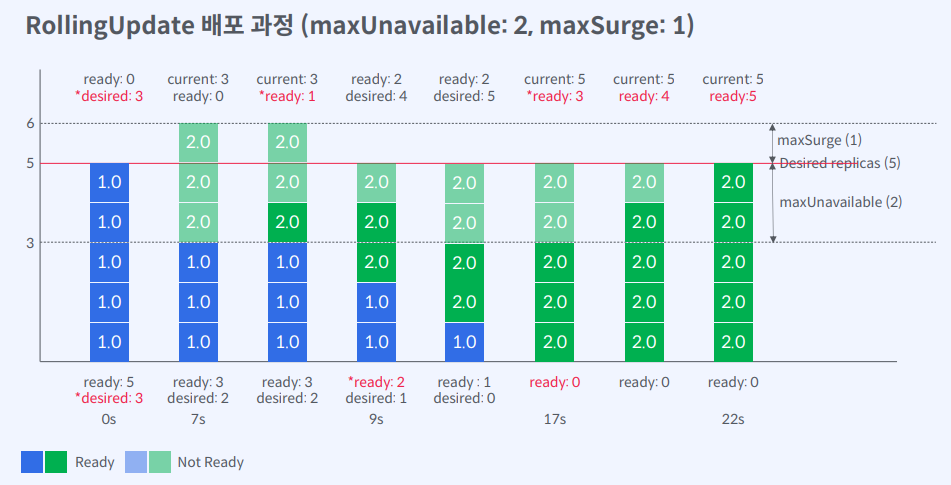 RollingUpdate 배포 과정 (maxUnavailable: 2, maxSurge: 1)
ready: 0 current: 3 current: 3 ready: 2 ready: 2 current: 5 current: 5 current: 5
*desired: 3 ready: 0 *ready: 1 desired: 4 desired: 5 *ready: 3 ready: 4 ready:5
6
2.0 2.0 maxSurge (1)
5 Desired replicas (5)
1.0 2.0 2.0 2.0 2.0 2.0 2.0 2.0
maxUnavailable (2)
1.0 2.0 2.0 2.0 2.0 2.0 2.0 2.0
3
1.0 1.0 1.0 2.0 2.0 2.0 2.0 2.0
1.0 1.0 1.0 1.0 2.0 2.0 2.0 2.0
1.0 1.0 1.0 1.0 1.0 2.0 2.0 2.0
ready: 5 ready: 3 ready: 3 *ready: 2 ready : 1 ready: 0 ready: 0 ready: 0
*desired: 3 desired: 2 desired: 2 desired: 1 desired: 0
0s 7s 9s 17s 22s
Ready Not Ready